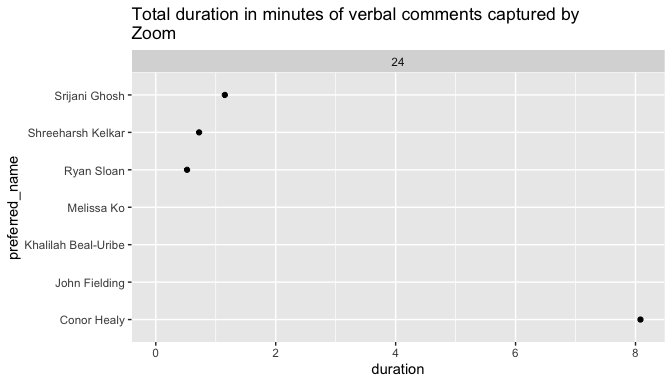 Total duration in minutes of verbal comments captured by
Zoom
24
Srijani Ghosh
Shreeharsh Kelkar
Ryan Sloan
Melissa Ko
Khalilah Beal-Uribe
John Fielding
Conor Healy
preferred_name
0 2 4 6 8
duration